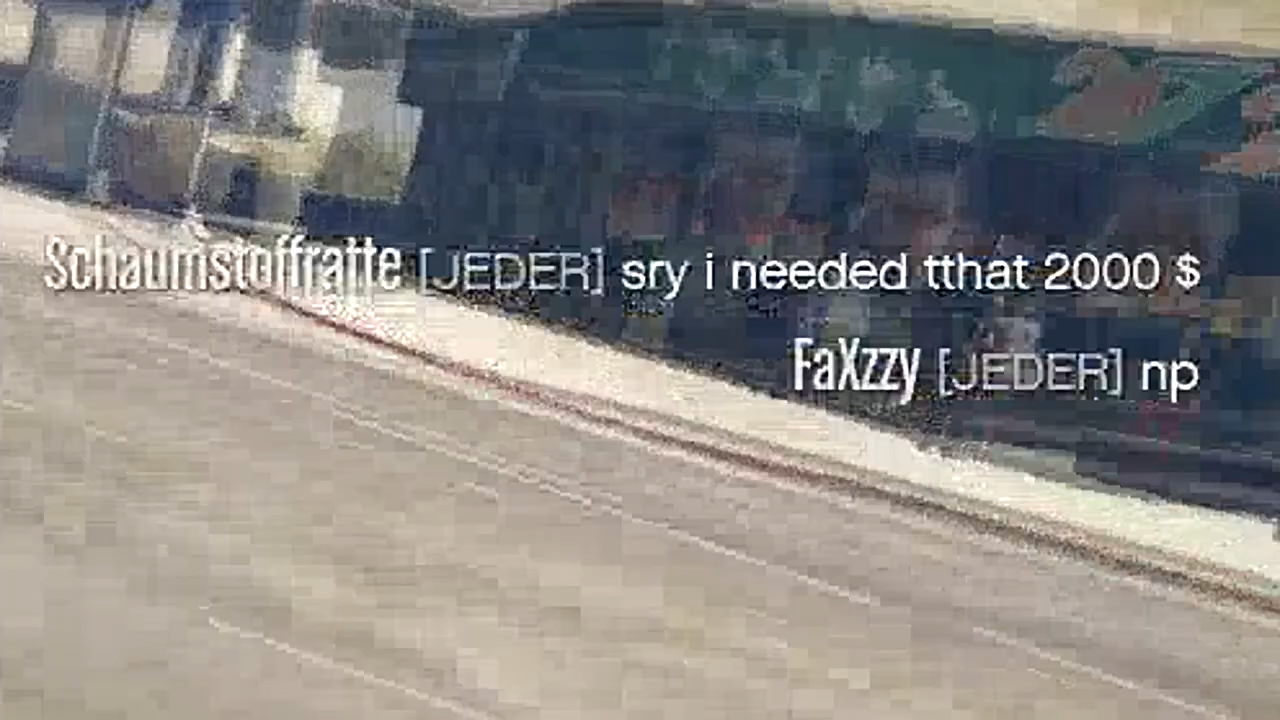 Schaumstoffratte [JEDER] sry i needed tthat 2000 $
FaXzzy [JEDER] np